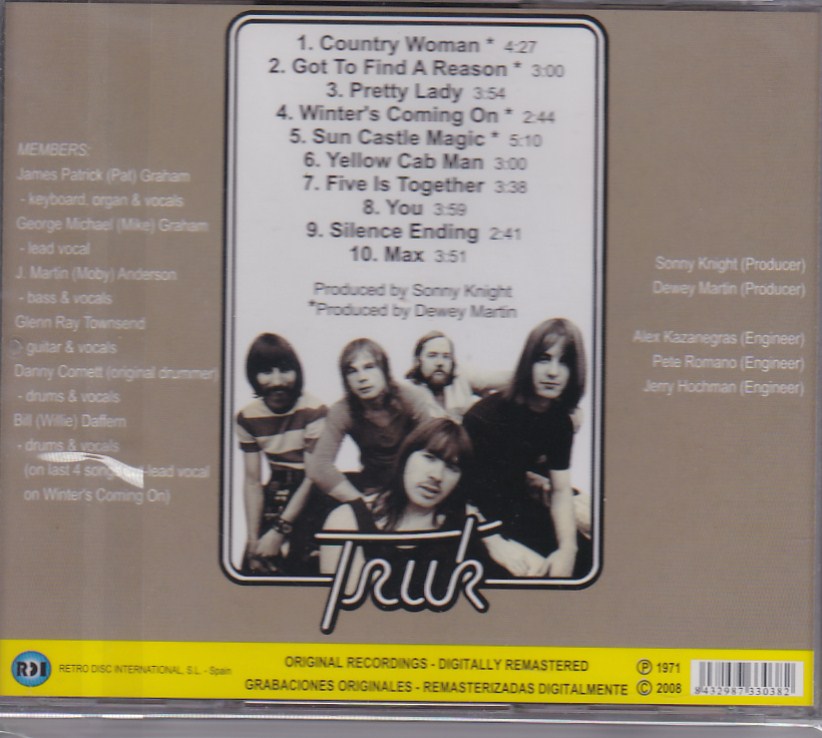 1. Country Woman * 4:27
2. Got To Find A Reason * 3:00
3. Pretty Lady 3:54
4. Winter's Coming On * 2:44
5. Sun Castle Magic * 5:10
6. Yellow Cab Man 3:00
7. Five Is Together 3:38
8. You 3:59
9. Silence Ending 2:41
10. Max 3:51
Produced by Sonny Knight
*Produced by Dewey Martin
MEMBERS:
James Patrick (Pat) Graham
- keyboard, organ & vocals
George Michael (Mike) Graham
- lead vocal
J. Martin (Moby) Anderson
- bass & vocals
Glenn Ray Townsend
guitar & vocals
Danny Cornett (original drummer)
- drums & vocals
Bill (Willie) Daffern
- drums & vocals
(on last 4 songs lead vocal
on Winter's Coming On)
Sonny Knight (Producer)
Dewey Martin (Producer)
Alex Kazanegras (Engineer)
Pete Romano (Engineer)
Jerry Hochman (Engineer)
Truk
RDI
RETRO DISC INTERNATIONAL, S.L. - Spain
ORIGINAL RECORDINGS - DIGITALLY REMASTERED
GRABACIONES ORIGINALES - REMASTERIZADAS DIGITALMENTE
℗ 1971
© 2008
8432987330382